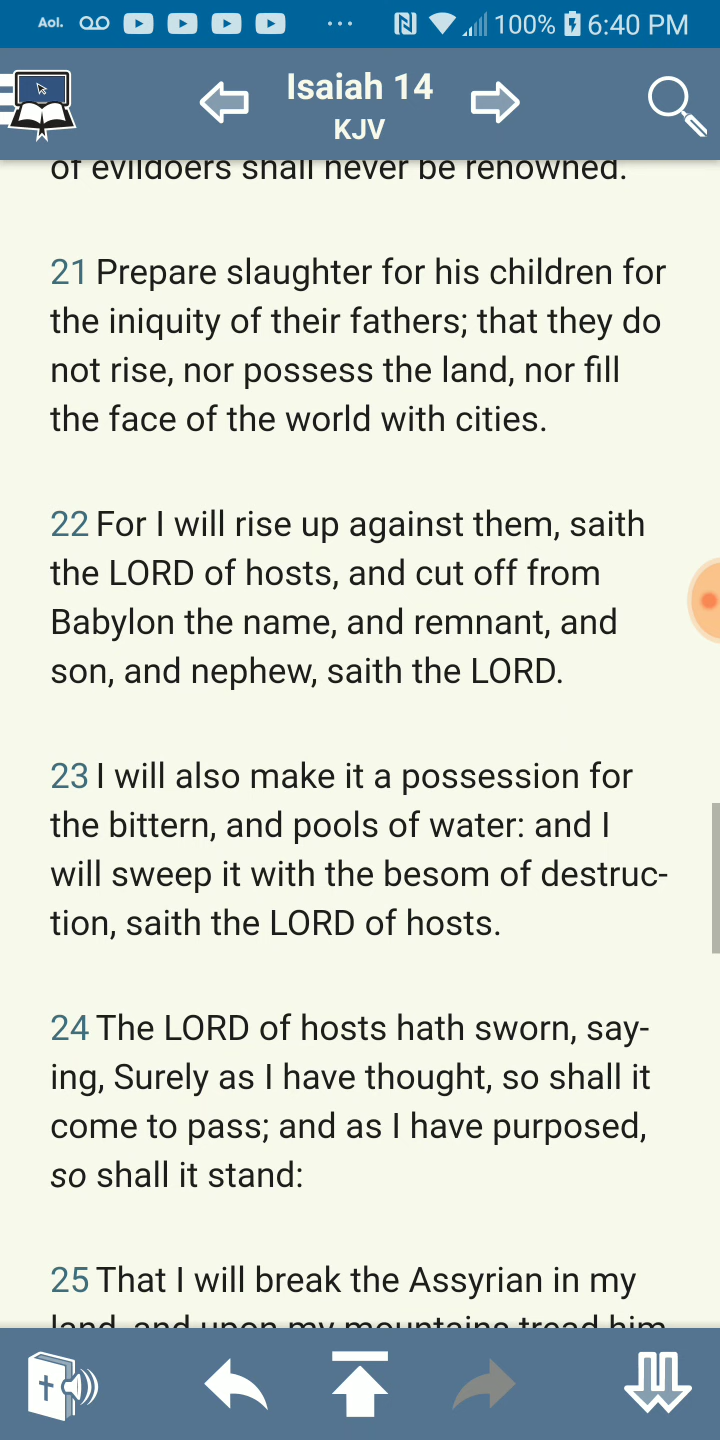 Aol.
... 100% 6:40 PM
Isaiah 14
KJV
of evildoers shall never be renowned.
21 Prepare slaughter for his children for
the iniquity of their fathers; that they do
not rise, nor possess the land, nor fill
the face of the world with cities.
22 For I will rise up against them, saith
the LORD of hosts, and cut off from
Babylon the name, and remnant, and
son, and nephew, saith the LORD.
23 I will also make it a possession for
the bittern, and pools of water: and I
will sweep it with the besom of destruc-
tion, saith the LORD of hosts.
24 The LORD of hosts hath sworn, say-
ing, Surely as I have thought, so shall it
come to pass; and as I have purposed,
so shall it stand:
25 That I will break the Assyrian in my
land, and upon my mountains tread him